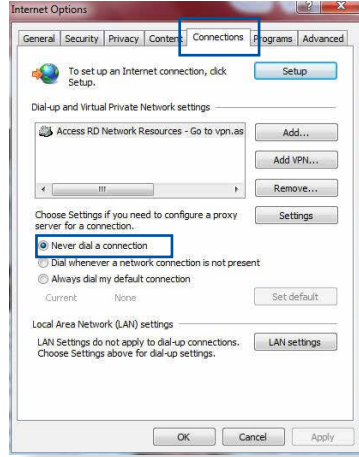 Internet Options
General Security Privacy Content Connections Programs Advanced
To set up an Internet connection, click Setup.
Setup
Dial-up and Virtual Private Network settings
Access RD Network Resources - Go to vpn.as
Add...
Add VPN...
Remove...
Choose Settings if you need to configure a proxy
server for a connection.
Settings
Never dial a connection
Dial whenever a network connection is not present
Always dial my default connection
Current None
Set default
Local Area Network (LAN) settings
LAN Settings do not apply to dial-up connections.
Choose Settings above for dial-up settings.
LAN settings
OK Cancel Apply